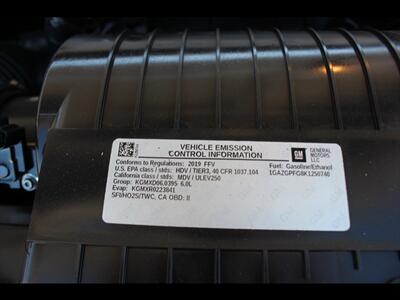 VEHICLE EMISSION
CONTROL INFORMATION
GM
GENERAL
MOTORS
LLC
Conforms to Regulations: 2019 FFV
Fuel: Gasoline/Ethanol
U.S. EPA class / stds: HDV / TIER3, 40 CFR 1037.104
1GAZGPFG8K1250740
California class / stds: MDV / ULEV250
Group: KGMXD06.0395 6.0L
Evap: KGMXR0223841
SFI/HO2S/TWC, CA OBD: II